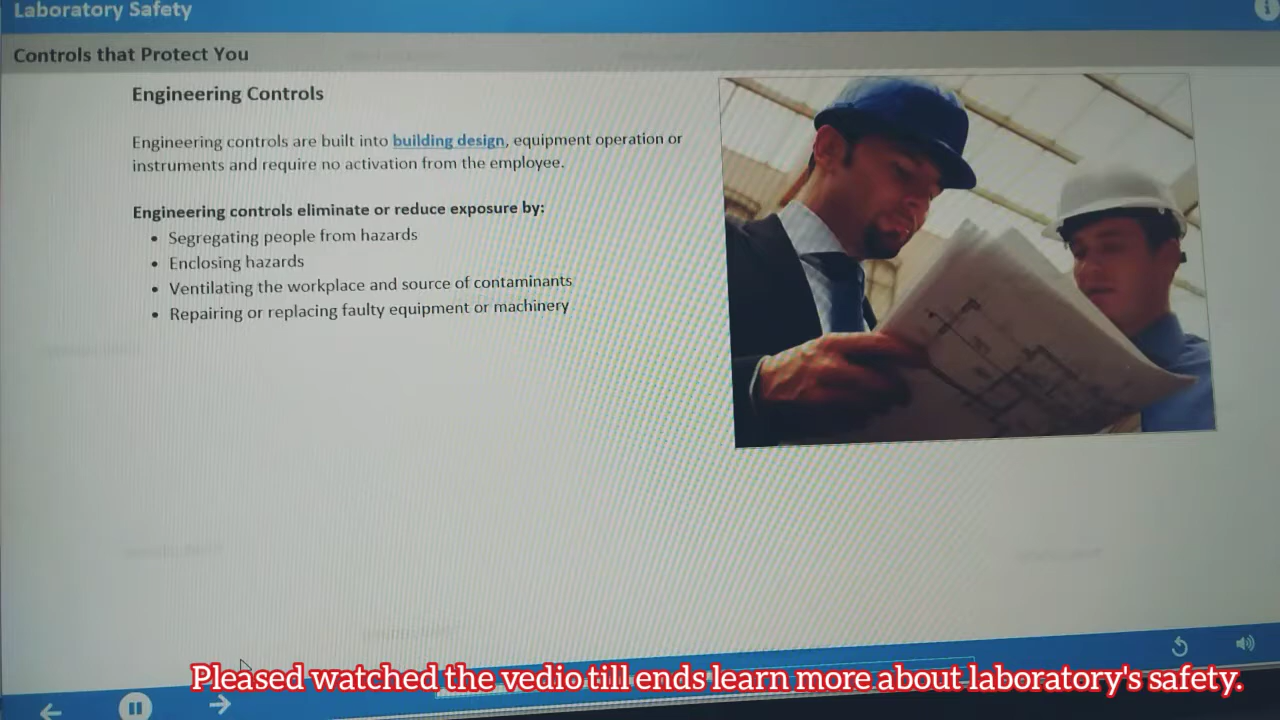 Laboratory Safety
Controls that Protect You
Engineering Controls
Engineering controls are built into building design, equipment operation or
instruments and require no activation from the employee.
Engineering controls eliminate or reduce exposure by:
• Segregating people from hazards
• Enclosing hazards
• Ventilating the workplace and source of contaminants
• Repairing or replacing faulty equipment or machinery
Pleased watched the vedio till ends learn more about laboratory's safety.